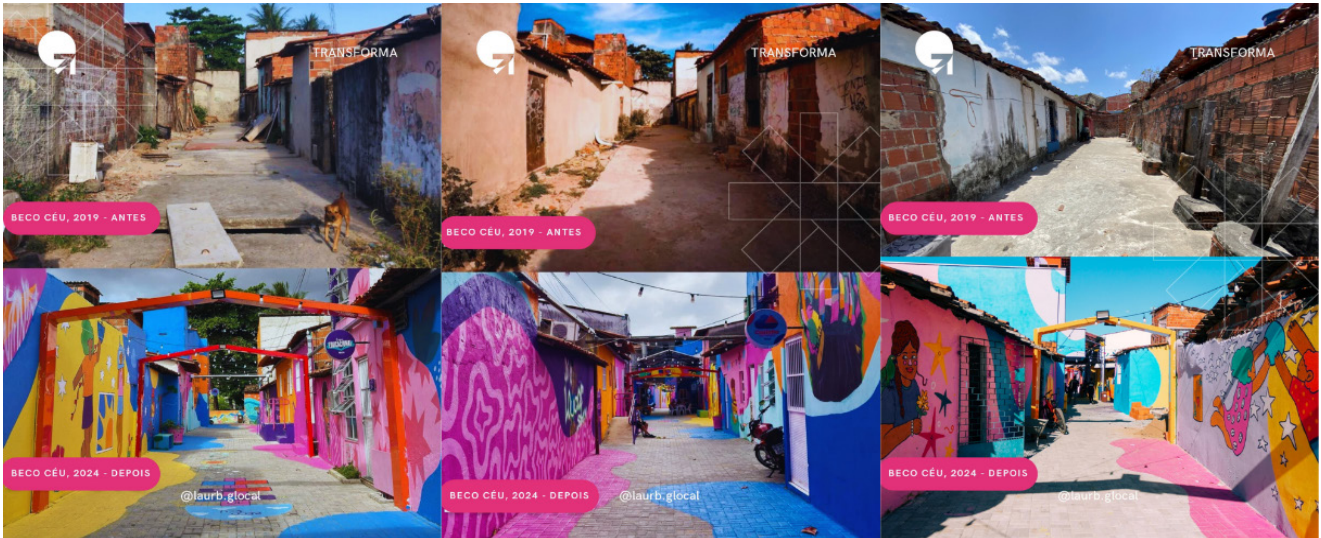 TRANSFORMA
BECO CÉU, 2019 - ANTES
TRANSFORMA
BECO CÉU, 2019 - ANTES
TRANSFORMA
BECO CÉU, 2019 - ANTES
BECO CÉU, 2024 - DEPOIS
@laurb.glocal
BECO CÉU, 2024 - DEPOIS
@laurb.glocal
BECO CÉU, 2024 - DEPOIS
@laurb.glocal